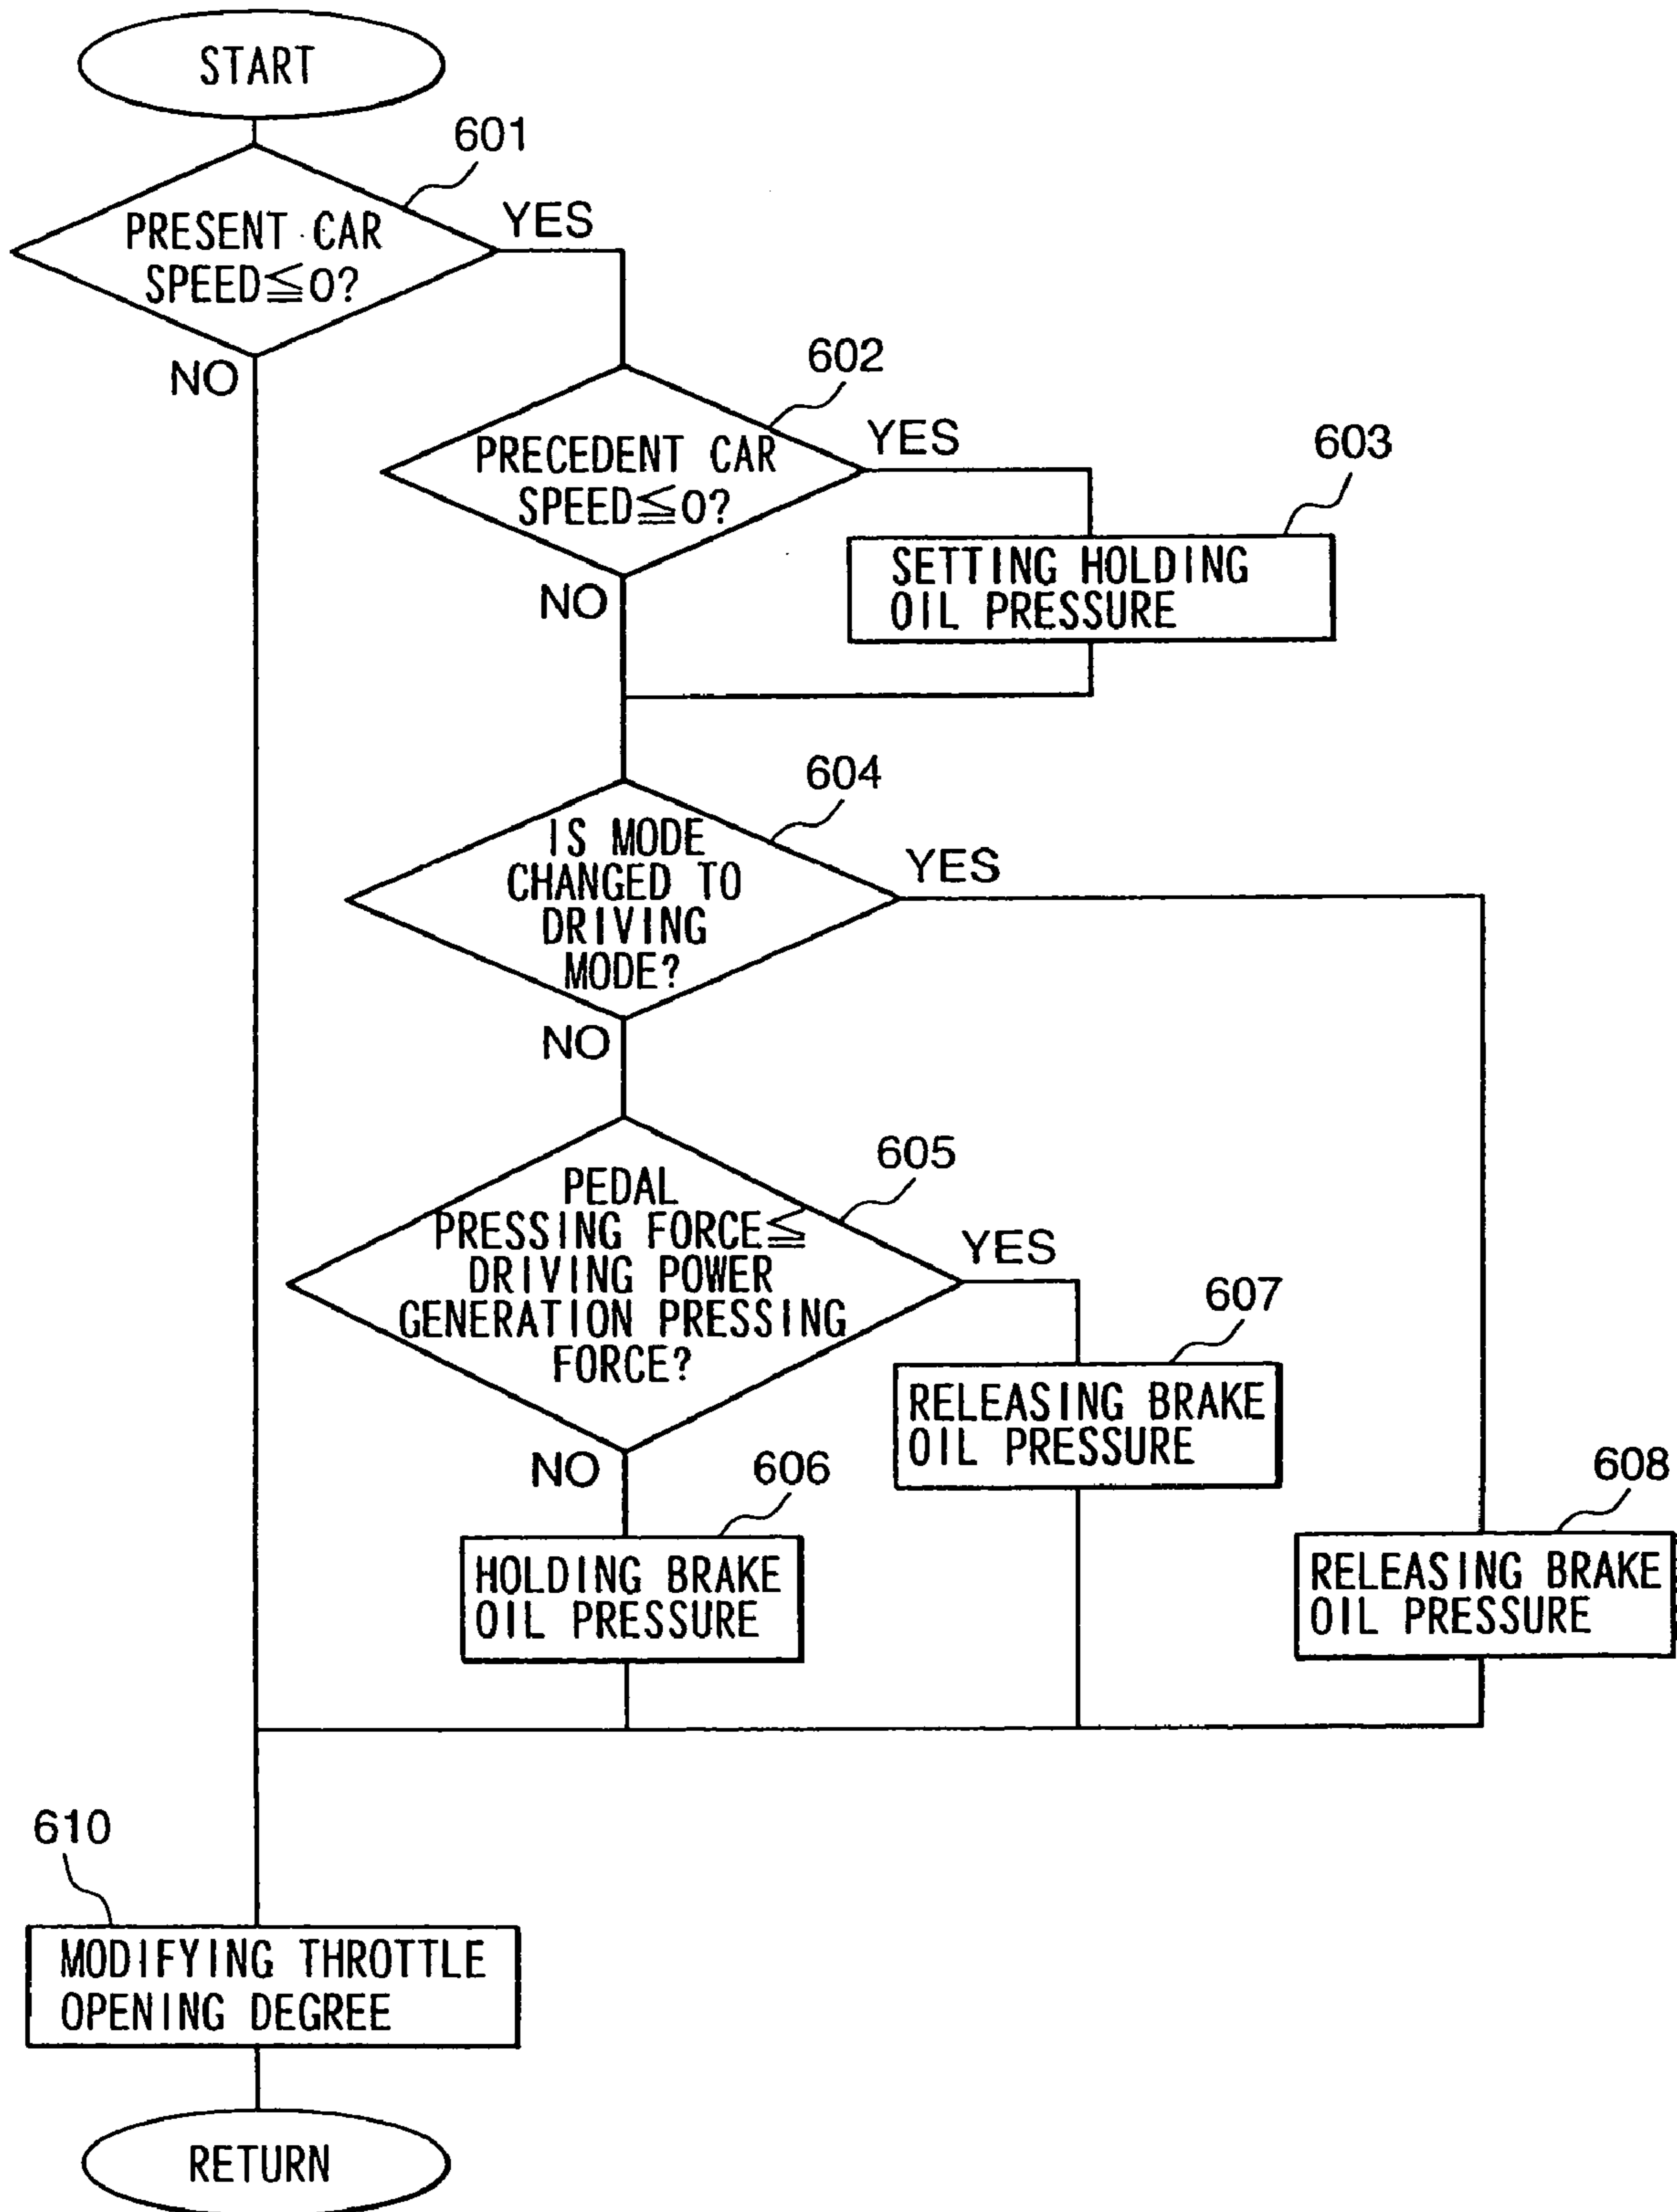 START
601
PRESENT CAR
SPEED≦0?
YES
NO
602
PRECEDENT CAR
SPEED≦0?
YES
603
SETTING HOLDING
OIL PRESSURE
NO
604
IS MODE
CHANGED TO
DRIVING
MODE?
YES
NO
605
PEDAL
PRESSING FORCE≦
DRIVING POWER
GENERATION PRESSING
FORCE?
YES
607
RELEASING BRAKE
OIL PRESSURE
NO
606
HOLDING BRAKE
OIL PRESSURE
608
RELEASING BRAKE
OIL PRESSURE
610
MODIFYING THROTTLE
OPENING DEGREE
RETURN